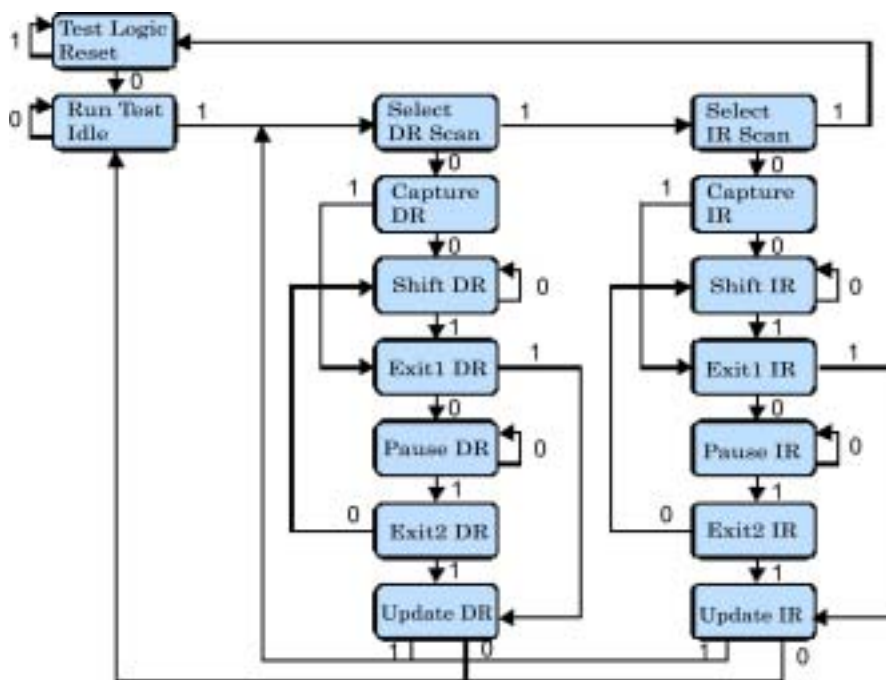 Test Logic
Reset
1
0
Run Test
Idle
0
1
Select
DR Scan
1
Select
IR Scan
1
0
0
Capture
DR
1
Capture
IR
1
0
0
Shift DR
0
Shift IR
0
1
1
Exit1 DR
1
Exit1 IR
1
0
0
Pause DR
0
Pause IR
0
1
1
Exit2 DR
0
Exit2 IR
0
1
1
Update DR
Update IR
1
0
1
0